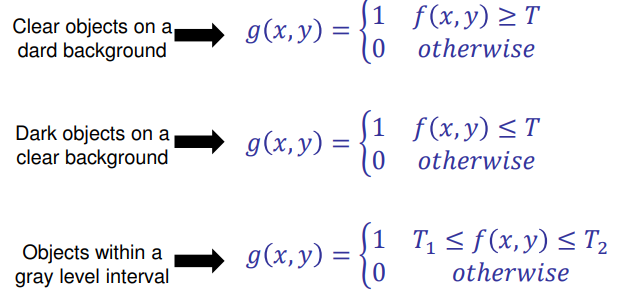 Clear objects on a
dard background
g(x,y) = {1 f(x,y) ≥ T
0 otherwise
Dark objects on a
clear background
g(x,y) = {1 f(x,y) ≤ T
0 otherwise
Objects within a
gray level interval
g(x,y) = {1 T₁ ≤ f(x,y) ≤ T₂
0 otherwise